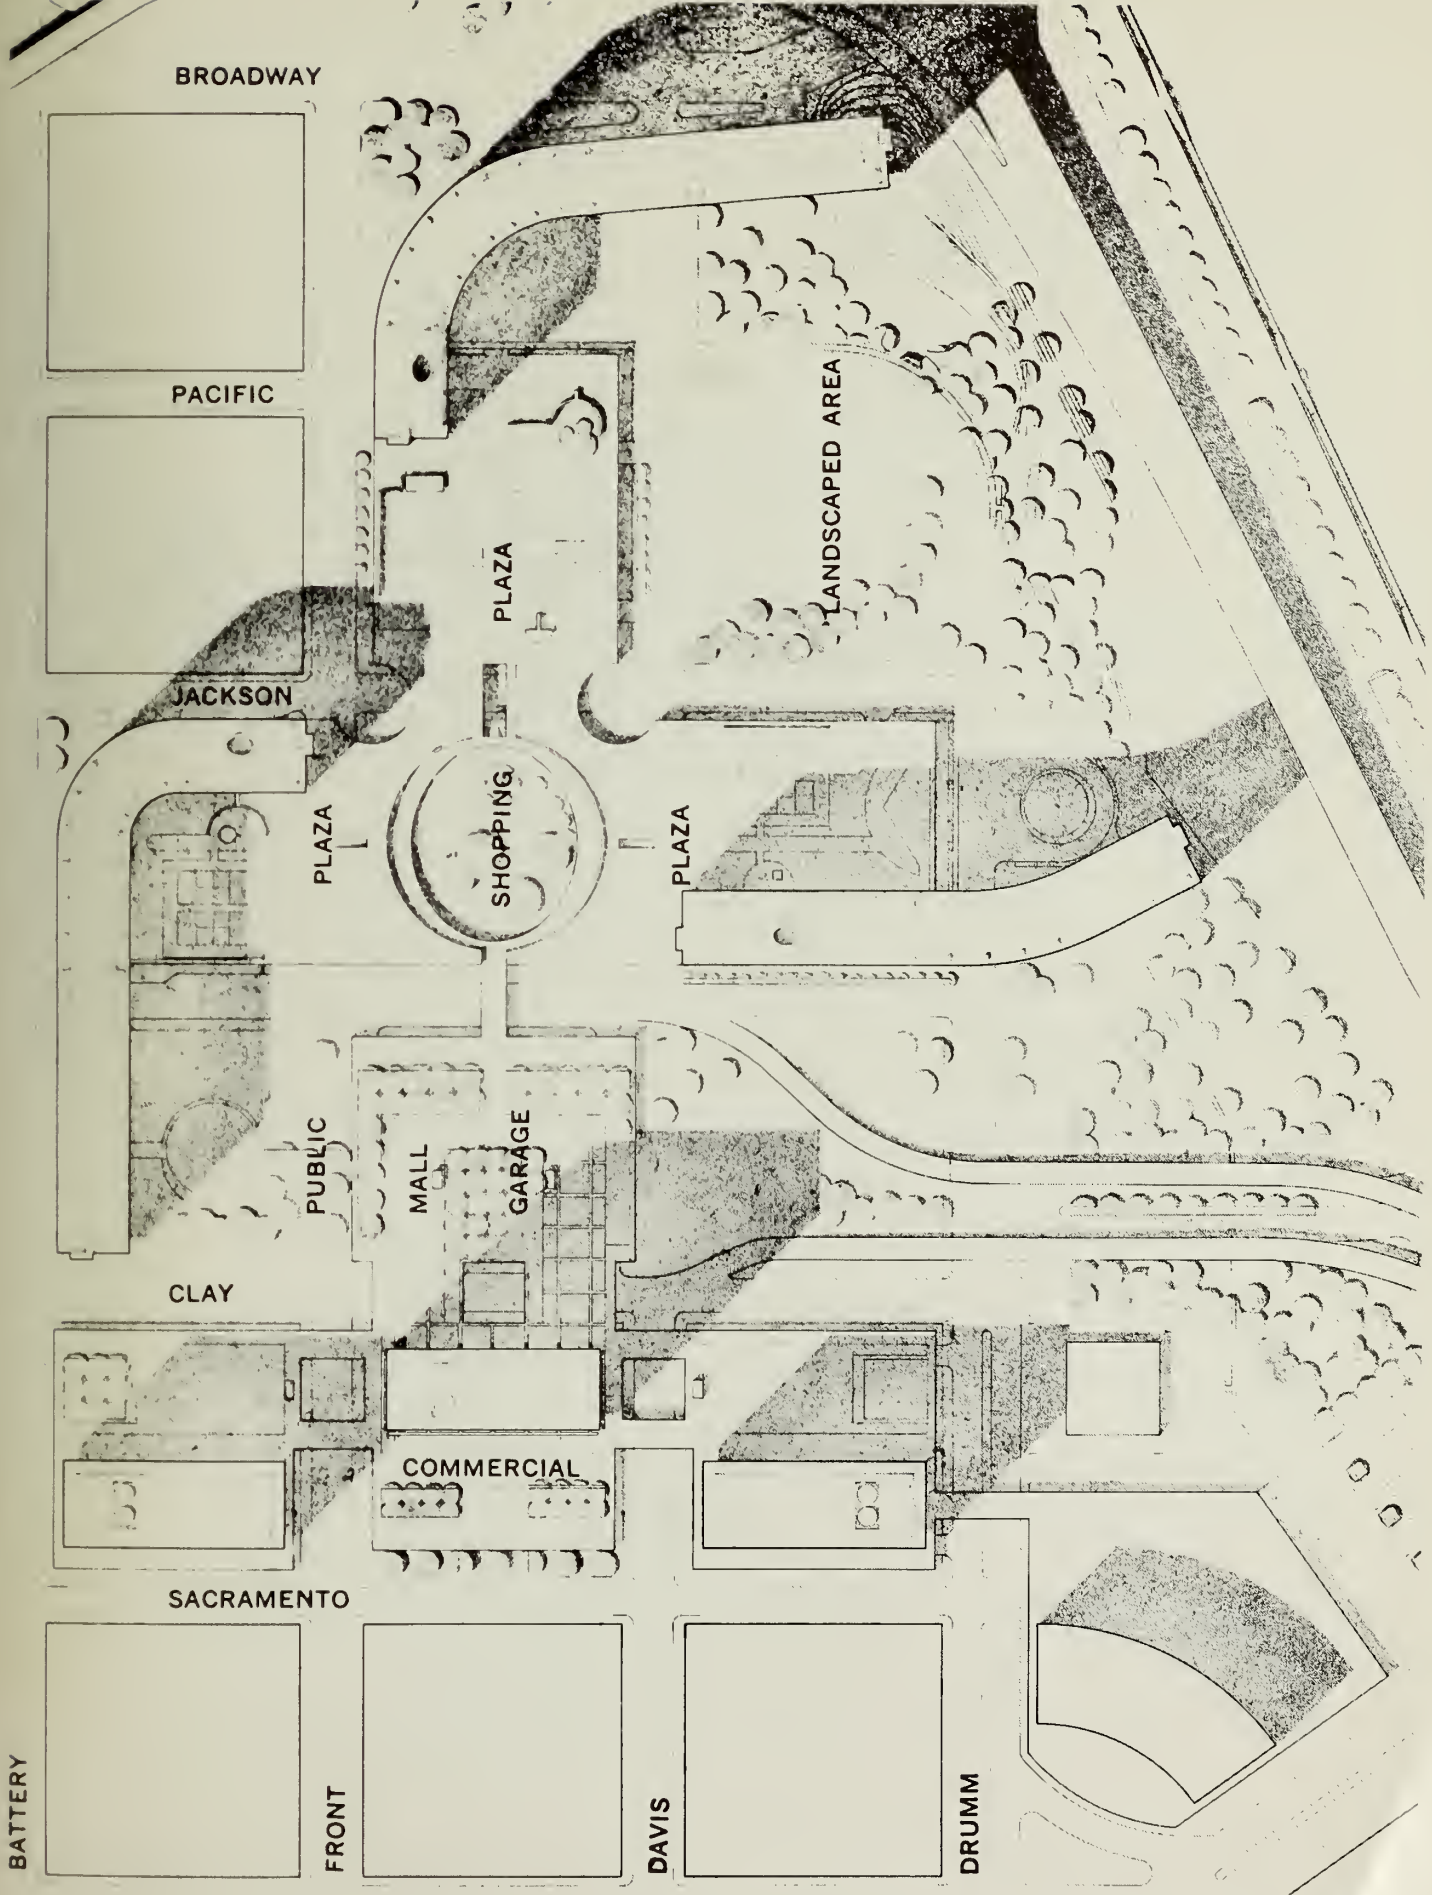 BROADWAY
PACIFIC
JACKSON
PLAZA
LANDSCAPED AREA
PLAZA
SHOPPING
PLAZA
PUBLIC
MALL
GARAGE
CLAY
COMMERCIAL
SACRAMENTO
BATTERY
FRONT
DAVIS
DRUMM